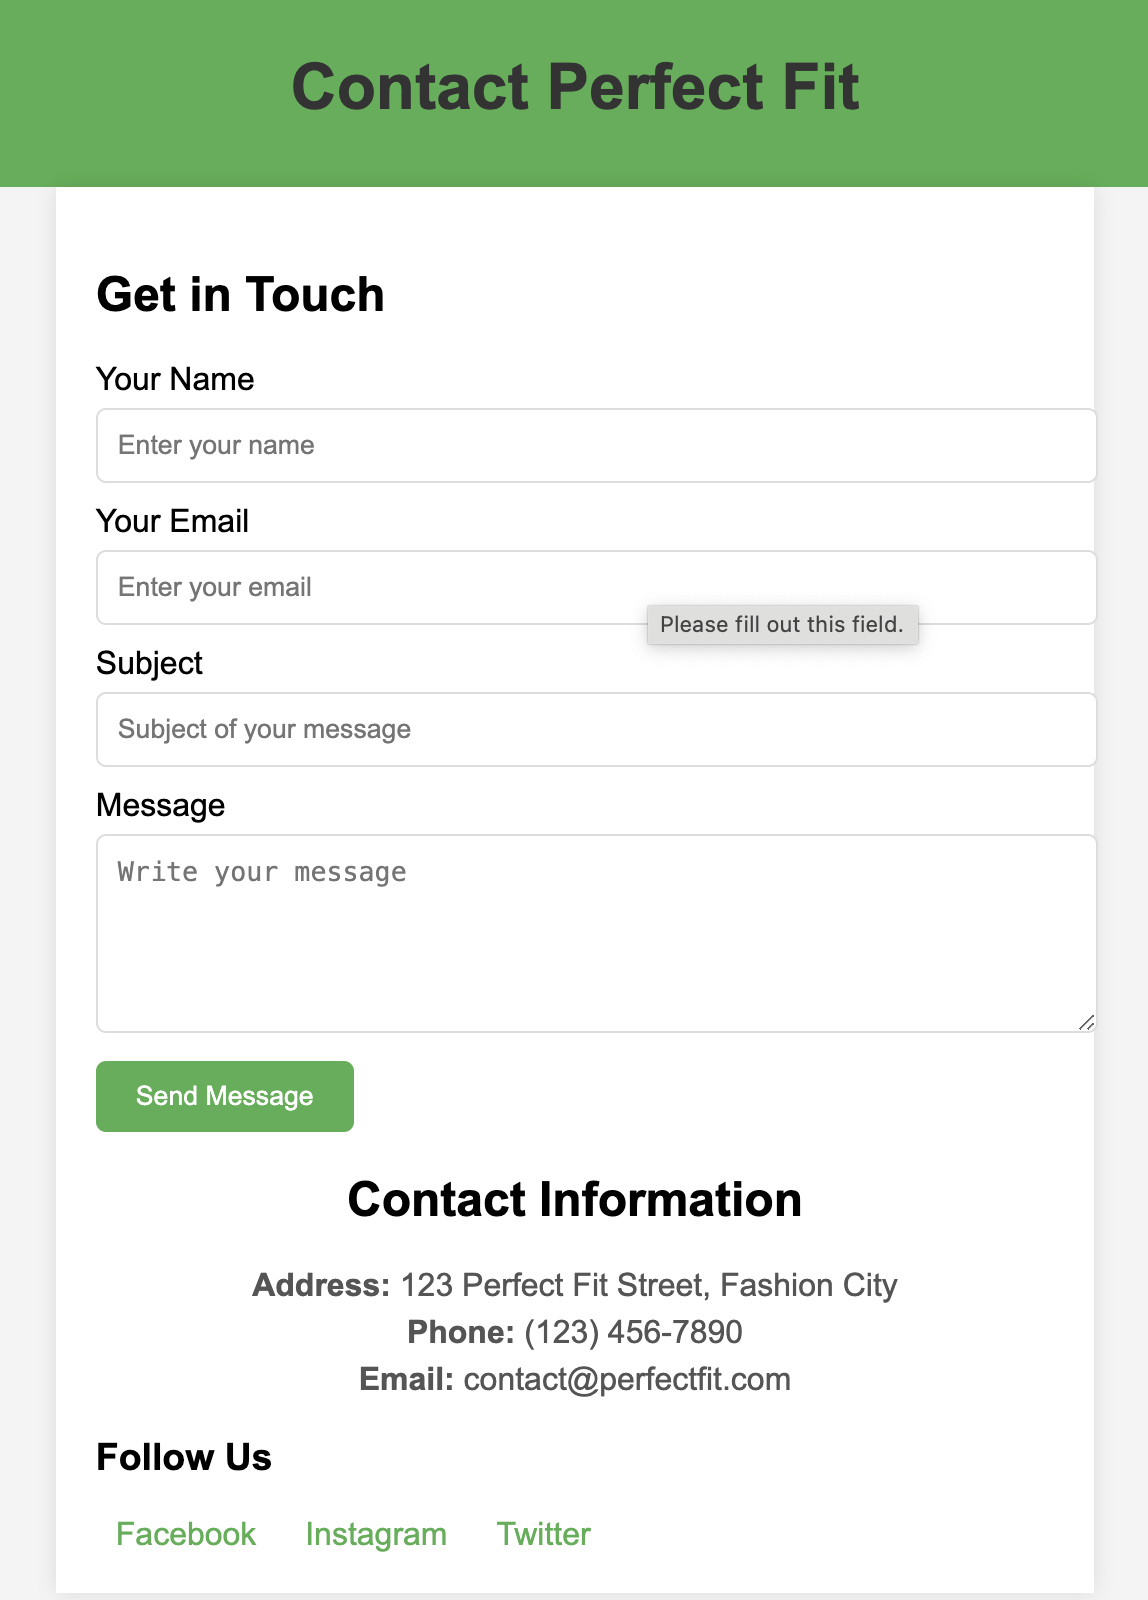 Contact Perfect Fit
Get in Touch
Your Name
Enter your name
Your Email
Enter your email
Please fill out this field.
Subject
Subject of your message
Message
Write your message
Send Message
Contact Information
Address: 123 Perfect Fit Street, Fashion City
Phone: (123) 456-7890
Email: contact@perfectfit.com
Follow Us
Facebook Instagram Twitter